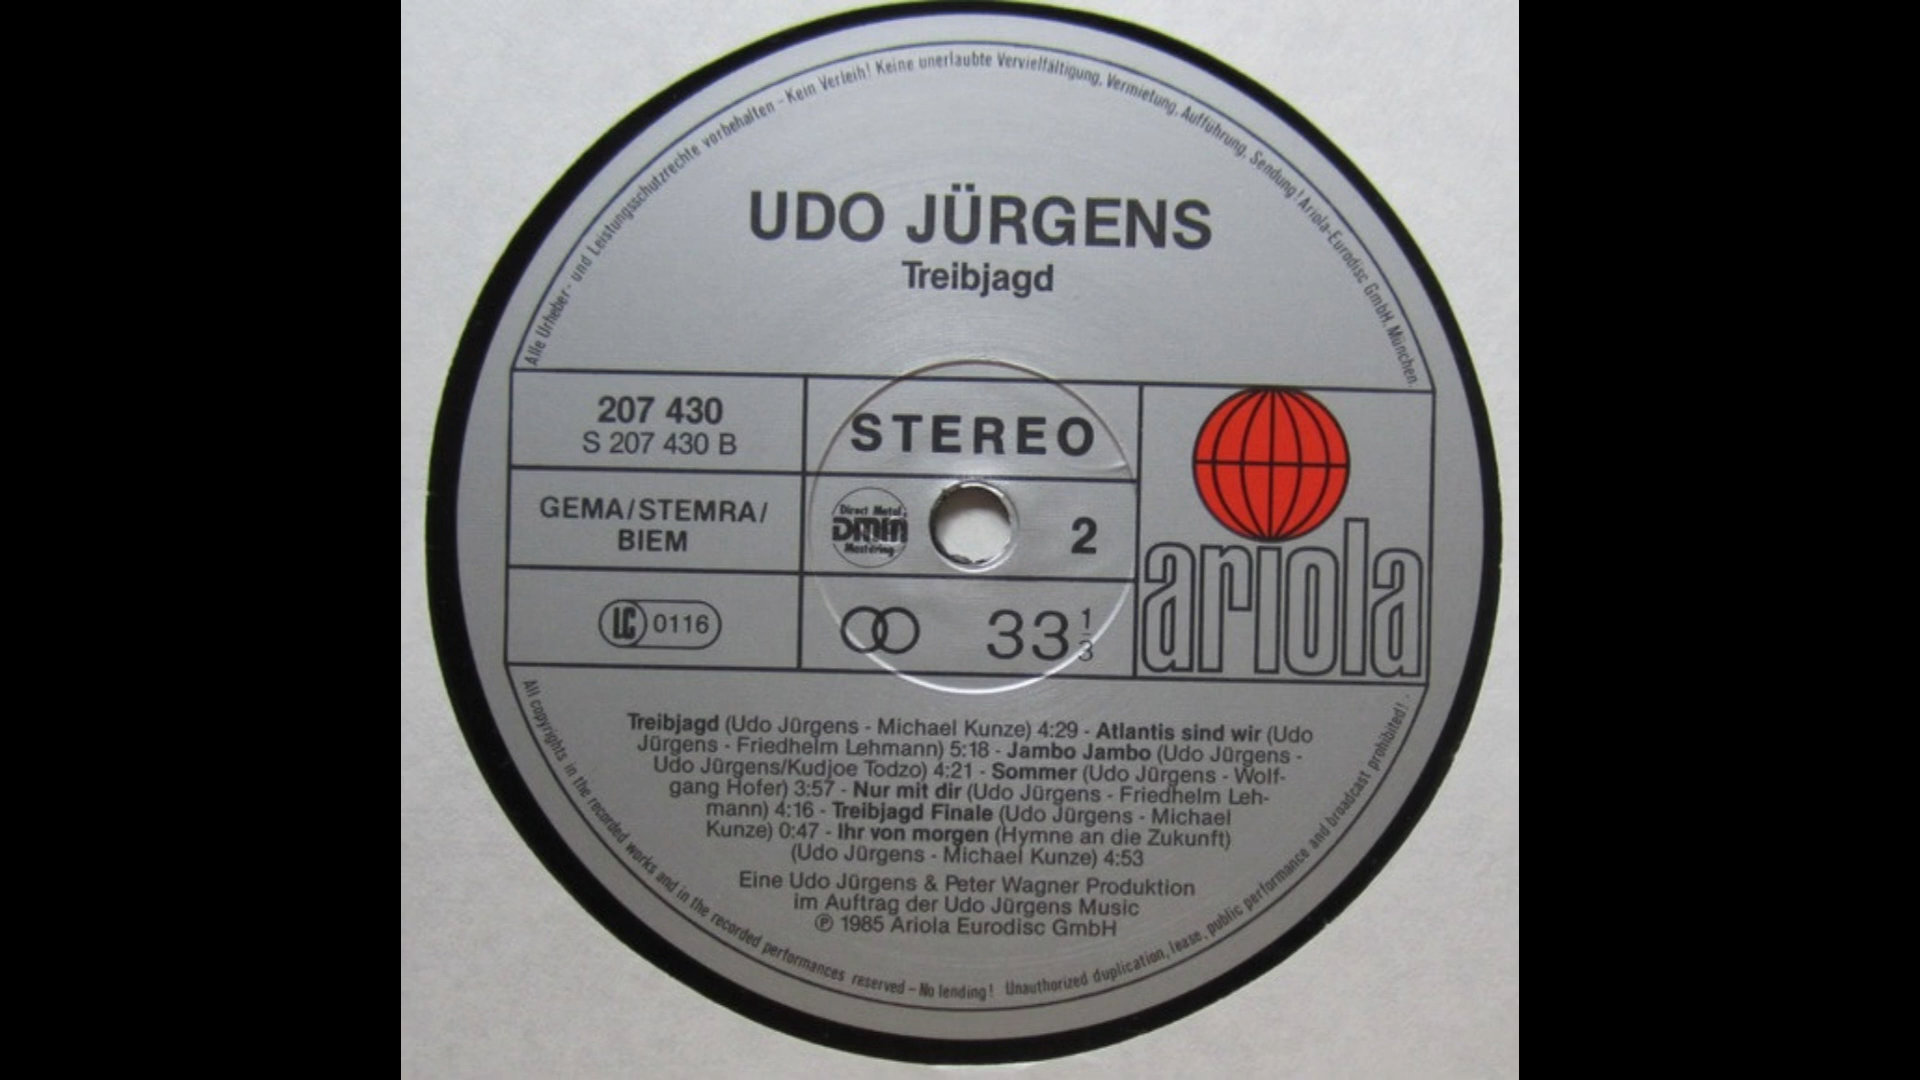 Alle Urheber- und Leistungsschutzrechte vorbehalten - Kein Verleih! Keine unerlaubte Vervielfältigung, Vermietung, Aufführung, Sendung! Ariola-Eurodisc GmbH, München.
UDO JÜRGENS
Treibjagd
207 430
S 207 430 B
STEREO
GEMA/STEMRA/
BIEM
Direct Metal
DMM
Mastering
2
LC 0116
33 1/3
ariola
Treibjagd (Udo Jürgens - Michael Kunze) 4:29 - Atlantis sind wir (Udo
Jürgens - Friedhelm Lehmann) 5:18 - Jambo Jambo (Udo Jürgens -
Udo Jürgens/Kudjoe Todzo) 4:21 - Sommer (Udo Jürgens - Wolf-
gang Hofer) 3:57 - Nur mit dir (Udo Jürgens - Friedhelm Leh-
mann) 4:16 - Treibjagd Finale (Udo Jürgens - Michael
Kunze) 0:47 - Ihr von morgen (Hymne an die Zukunft)
(Udo Jürgens - Michael Kunze) 4:53
Eine Udo Jürgens & Peter Wagner Produktion
im Auftrag der Udo Jürgens Music
℗ 1985 Ariola Eurodisc GmbH
All copyrights in the recorded works and in the recorded performances reserved - No lending! Unauthorized duplication, lease, public performance and broadcast prohibited! -